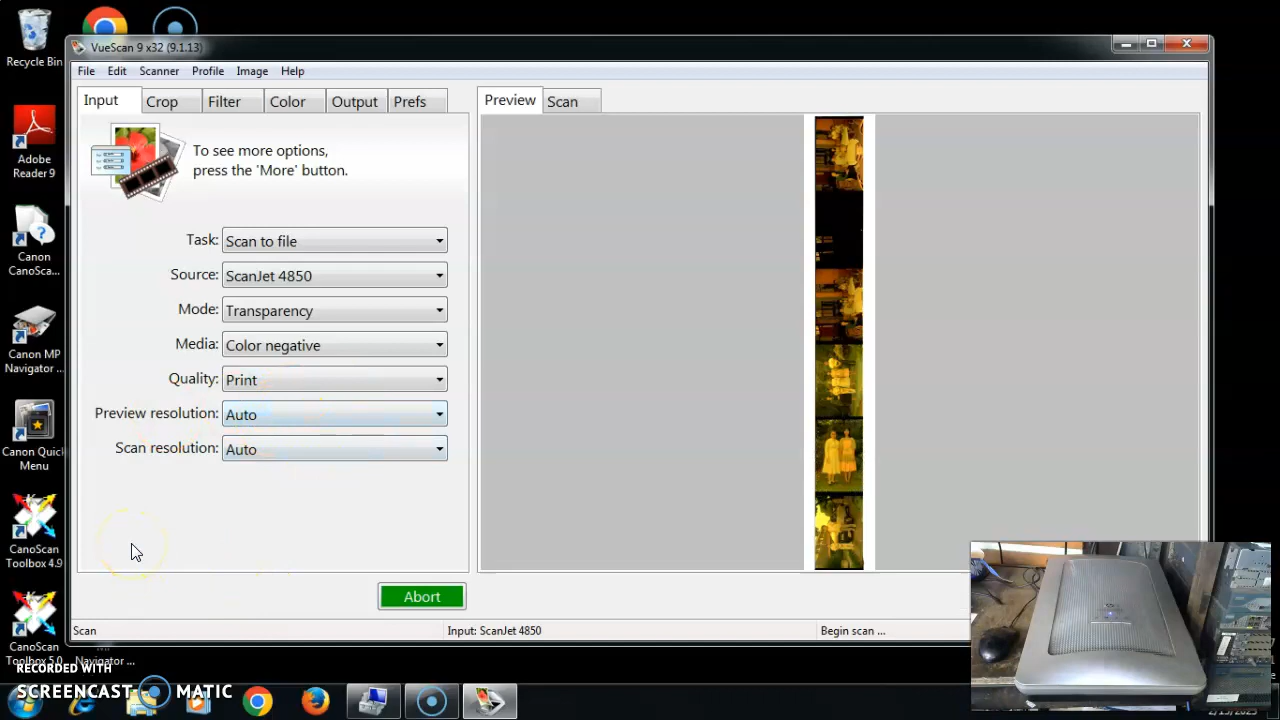 Recycle Bin
Adobe
Reader 9
Canon
CanoSca...
Canon MP
Navigator ...
Canon Quick
Menu
CanoScan
Toolbox 4.9
CanoScan
Toolbox 5.0
Navigator ...
VueScan 9 x32 (9.1.13)
File Edit Scanner Profile Image Help
Input Crop Filter Color Output Prefs
Preview Scan
To see more options,
press the 'More' button.
Task: Scan to file
Source: ScanJet 4850
Mode: Transparency
Media: Color negative
Quality: Print
Preview resolution: Auto
Scan resolution: Auto
Abort
Scan
Input: ScanJet 4850
Begin scan ...
RECORDED WITH
SCREENCAST MATIC